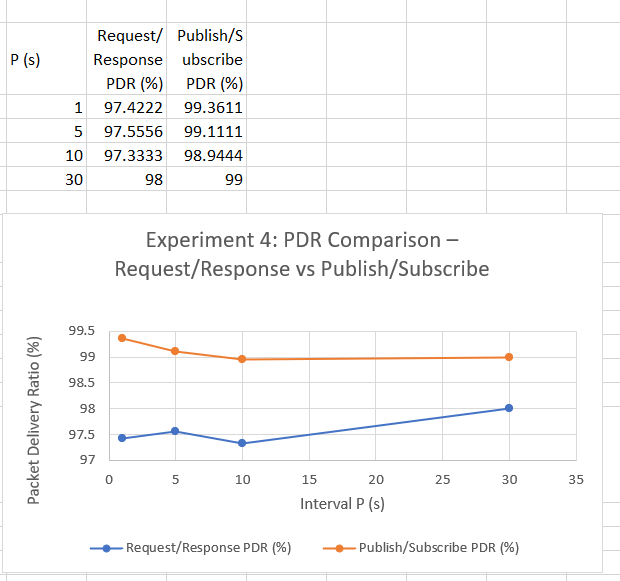 Request/ Publish/S
P (s) Response ubscribe
PDR (%) PDR (%)
1 97.4222 99.3611
5 97.5556 99.1111
10 97.3333 98.9444
30 98 99
Experiment 4: PDR Comparison –
Request/Response vs Publish/Subscribe
Packet Delivery Ratio (%)
99.5
99
98.5
98
97.5
97
0 5 10 15 20 25 30 35
Interval P (s)
Request/Response PDR (%) Publish/Subscribe PDR (%)